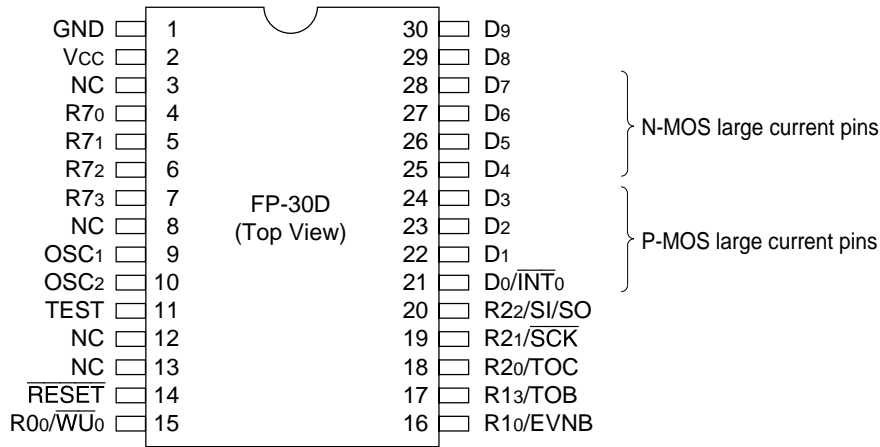 GND 1 30 D9
VCC 2 29 D8
NC 3 28 D7
R70 4 27 D6
R71 5 26 D5
R72 6 25 D4
R73 7 24 D3
NC 8 23 D2
OSC1 9 22 D1
OSC2 10 21 D0/I̅N̅T̅0
TEST 11 20 R22/SI/SO
NC 12 19 R21/S̅C̅K̅
NC 13 18 R20/TOC
R̅E̅S̅E̅T̅ 14 17 R13/TOB
R00/W̅U̅0 15 16 R10/EVNB
FP-30D
(Top View)
N-MOS large current pins
P-MOS large current pins